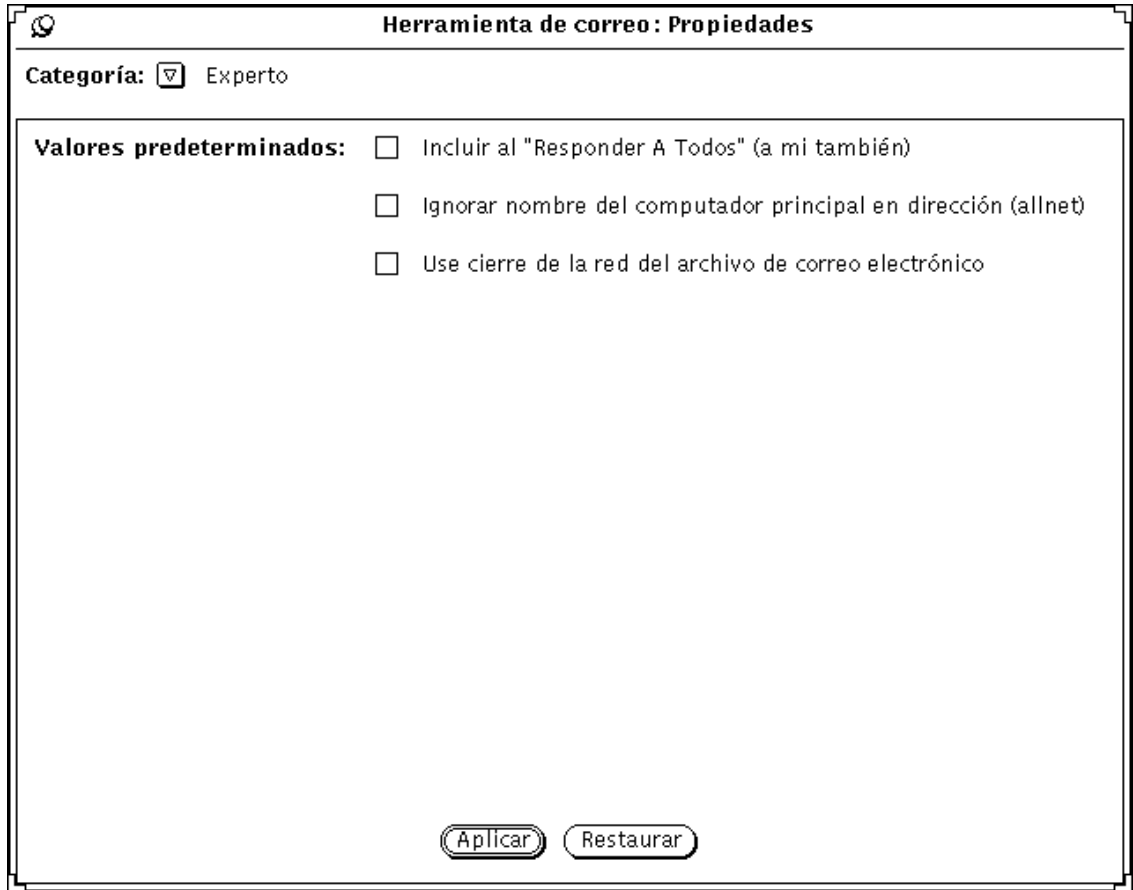 Herramienta de correo: Propiedades
Categoría: Experto
Valores predeterminados: Incluir al "Responder A Todos" (a mi también)
Ignorar nombre del computador principal en dirección (allnet)
Use cierre de la red del archivo de correo electrónico
Aplicar Restaurar